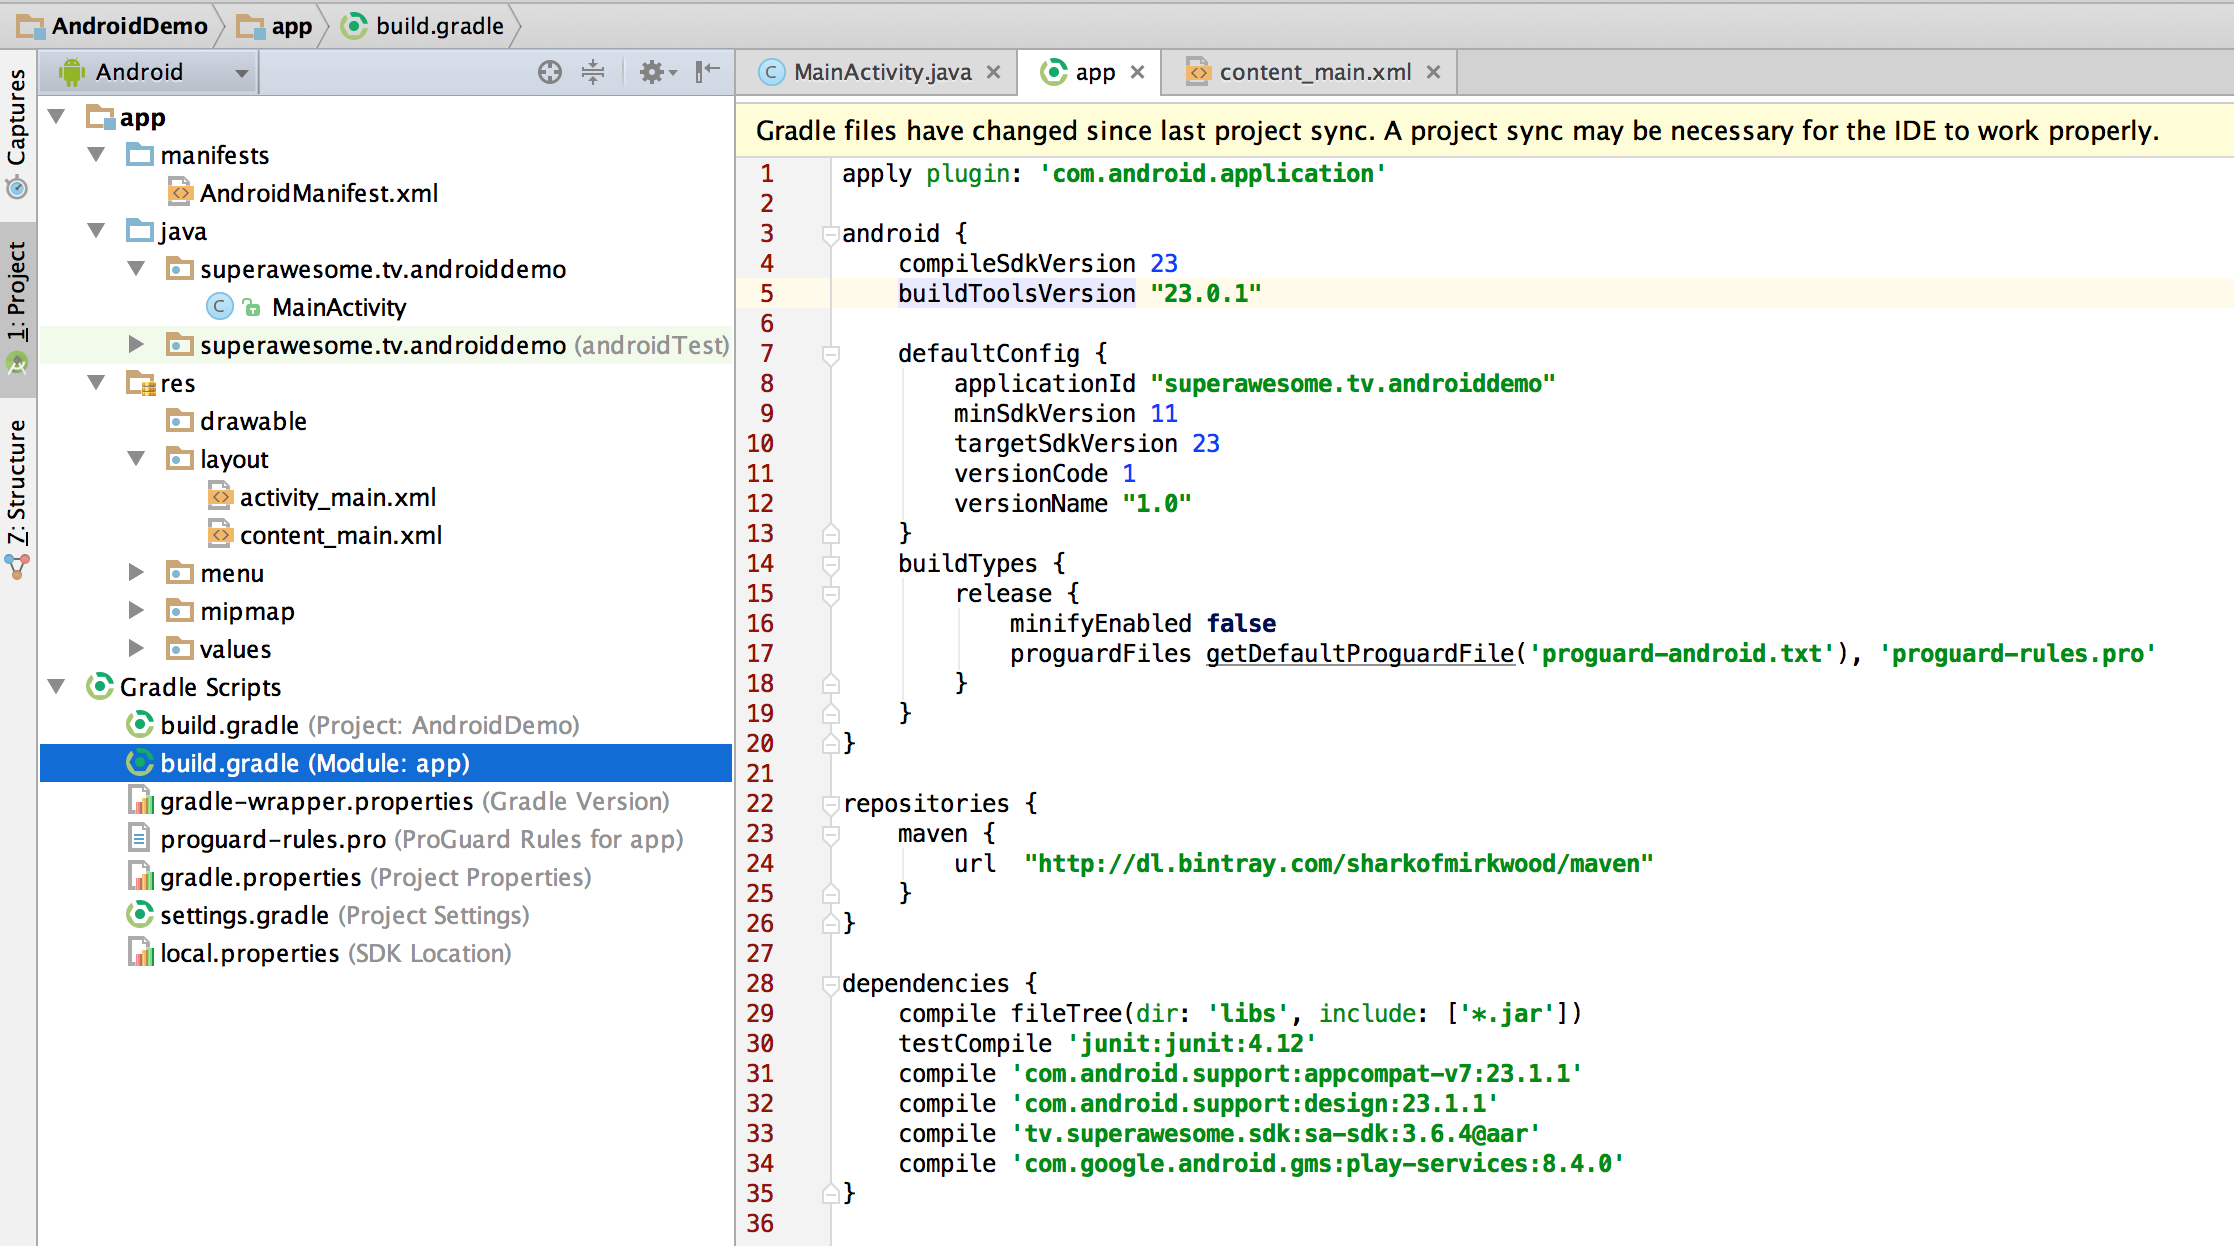 AndroidDemo app build.gradle
Captures
1: Project
7: Structure
Android
app
manifests
AndroidManifest.xml
java
superawesome.tv.androiddemo
MainActivity
superawesome.tv.androiddemo (androidTest)
res
drawable
layout
activity_main.xml
content_main.xml
menu
mipmap
values
Gradle Scripts
build.gradle (Project: AndroidDemo)
build.gradle (Module: app)
gradle-wrapper.properties (Gradle Version)
proguard-rules.pro (ProGuard Rules for app)
gradle.properties (Project Properties)
settings.gradle (Project Settings)
local.properties (SDK Location)
MainActivity.java app content_main.xml
Gradle files have changed since last project sync. A project sync may be necessary for the IDE to work properly.
1 apply plugin: 'com.android.application'
2
3 android {
4     compileSdkVersion 23
5     buildToolsVersion "23.0.1"
6
7     defaultConfig {
8         applicationId "superawesome.tv.androiddemo"
9         minSdkVersion 11
10         targetSdkVersion 23
11         versionCode 1
12         versionName "1.0"
13     }
14     buildTypes {
15         release {
16             minifyEnabled false
17             proguardFiles getDefaultProguardFile('proguard-android.txt'), 'proguard-rules.pro'
18         }
19     }
20 }
21
22 repositories {
23     maven {
24         url  "http://dl.bintray.com/sharkofmirkwood/maven"
25     }
26 }
27
28 dependencies {
29     compile fileTree(dir: 'libs', include: ['*.jar'])
30     testCompile 'junit:junit:4.12'
31     compile 'com.android.support:appcompat-v7:23.1.1'
32     compile 'com.android.support:design:23.1.1'
33     compile 'tv.superawesome.sdk:sa-sdk:3.6.4@aar'
34     compile 'com.google.android.gms:play-services:8.4.0'
35 }
36